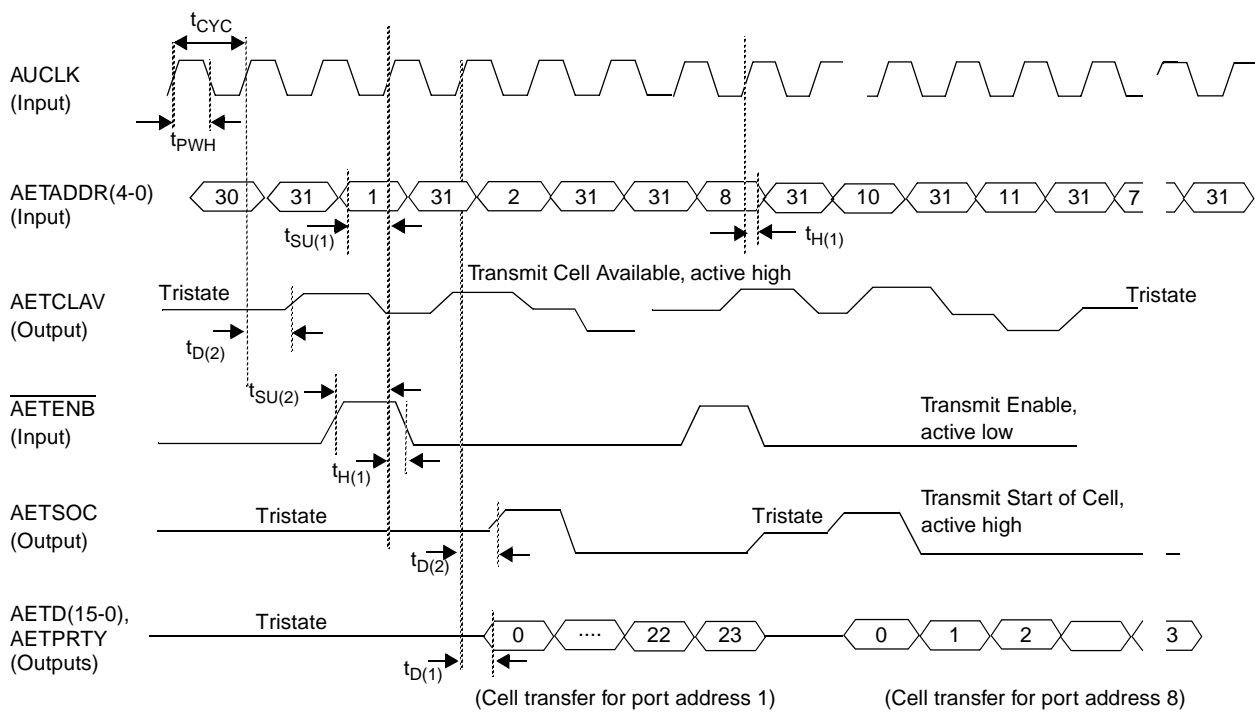 tCYC
AUCLK
(Input)
tPWH
AETADDR(4-0)
(Input)
30 31 1 31 2 31 31 8 31 10 31 11 31 7 31
tSU(1)
tH(1)
Transmit Cell Available, active high
AETCLAV
(Output)
Tristate
Tristate
tD(2)
tSU(2)
AETENB
(Input)
Transmit Enable,
active low
tH(1)
AETSOC
(Output)
Tristate
Tristate
Transmit Start of Cell,
active high
tD(2)
AETD(15-0),
AETPRTY
(Outputs)
Tristate
0 .... 22 23 0 1 2 3
tD(1)
(Cell transfer for port address 1) (Cell transfer for port address 8)